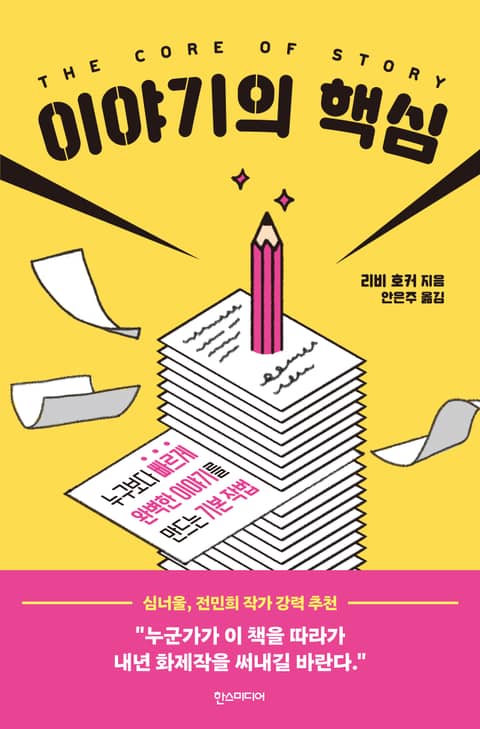 THE CORE OF STORY
이야기의 핵심
리비 호커 지음
안은주 옮김
누구보다 빠르게
완벽한 이야기를
만드는 기본 작법
심너울, 전민희 작가 강력 추천
"누군가가 이 책을 따라가
내년 화제작을 써내길 바란다."
한스미디어